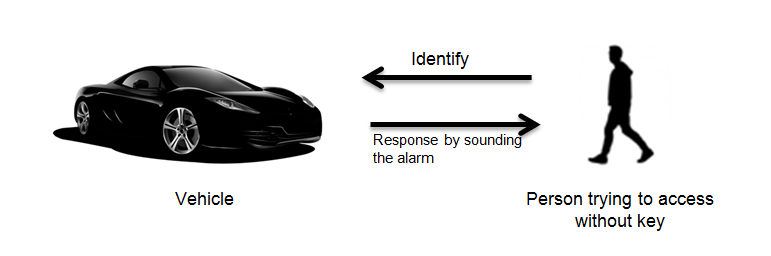 Identify
Response by sounding
the alarm
Vehicle
Person trying to access
without key